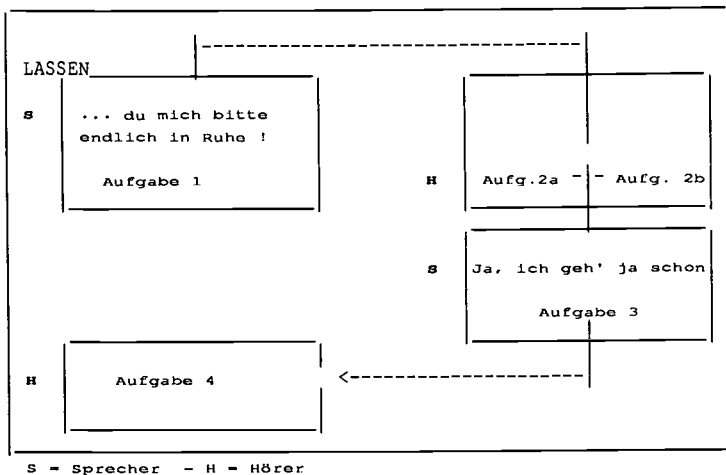 LASSEN
S ... du mich bitte
endlich in Ruhe !
Aufgabe 1
H Aufg.2a - - Aufg. 2b
S Ja, ich geh' ja schon
Aufgabe 3
H Aufgabe 4
S = Sprecher - H = Hörer